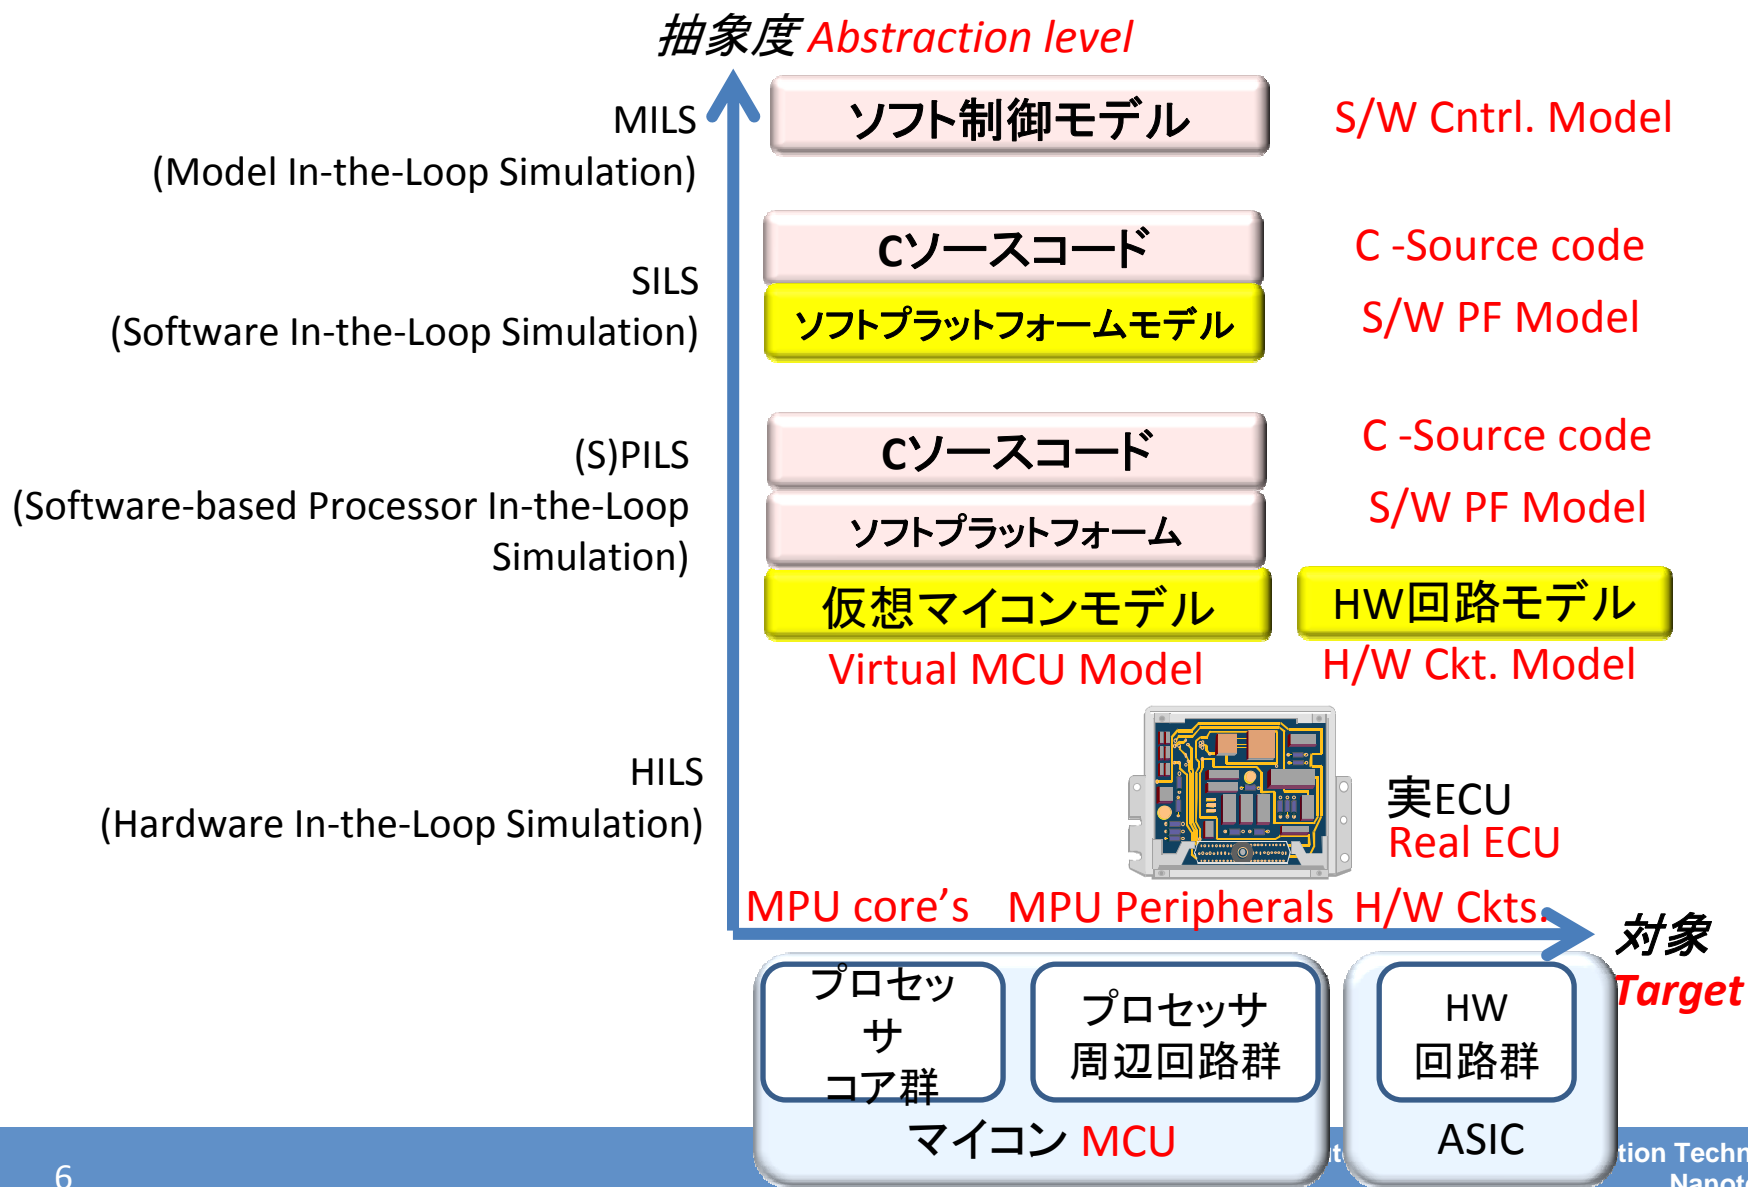 抽象度 Abstraction level
MILS
(Model In-the-Loop Simulation)
ソフト制御モデル
S/W Cntrl. Model
SILS
(Software In-the-Loop Simulation)
Cソースコード
C -Source code
ソフトプラットフォームモデル
S/W PF Model
(S)PILS
(Software-based Processor In-the-Loop
Simulation)
Cソースコード
C -Source code
ソフトプラットフォーム
S/W PF Model
仮想マイコンモデル
HW回路モデル
Virtual MCU Model
H/W Ckt. Model
HILS
(Hardware In-the-Loop Simulation)
実ECU
Real ECU
MPU core’s
MPU Peripherals
H/W Ckts.
対象
Target
プロセッ
サ
コア群
プロセッサ
周辺回路群
HW
回路群
マイコン MCU
ASIC
6